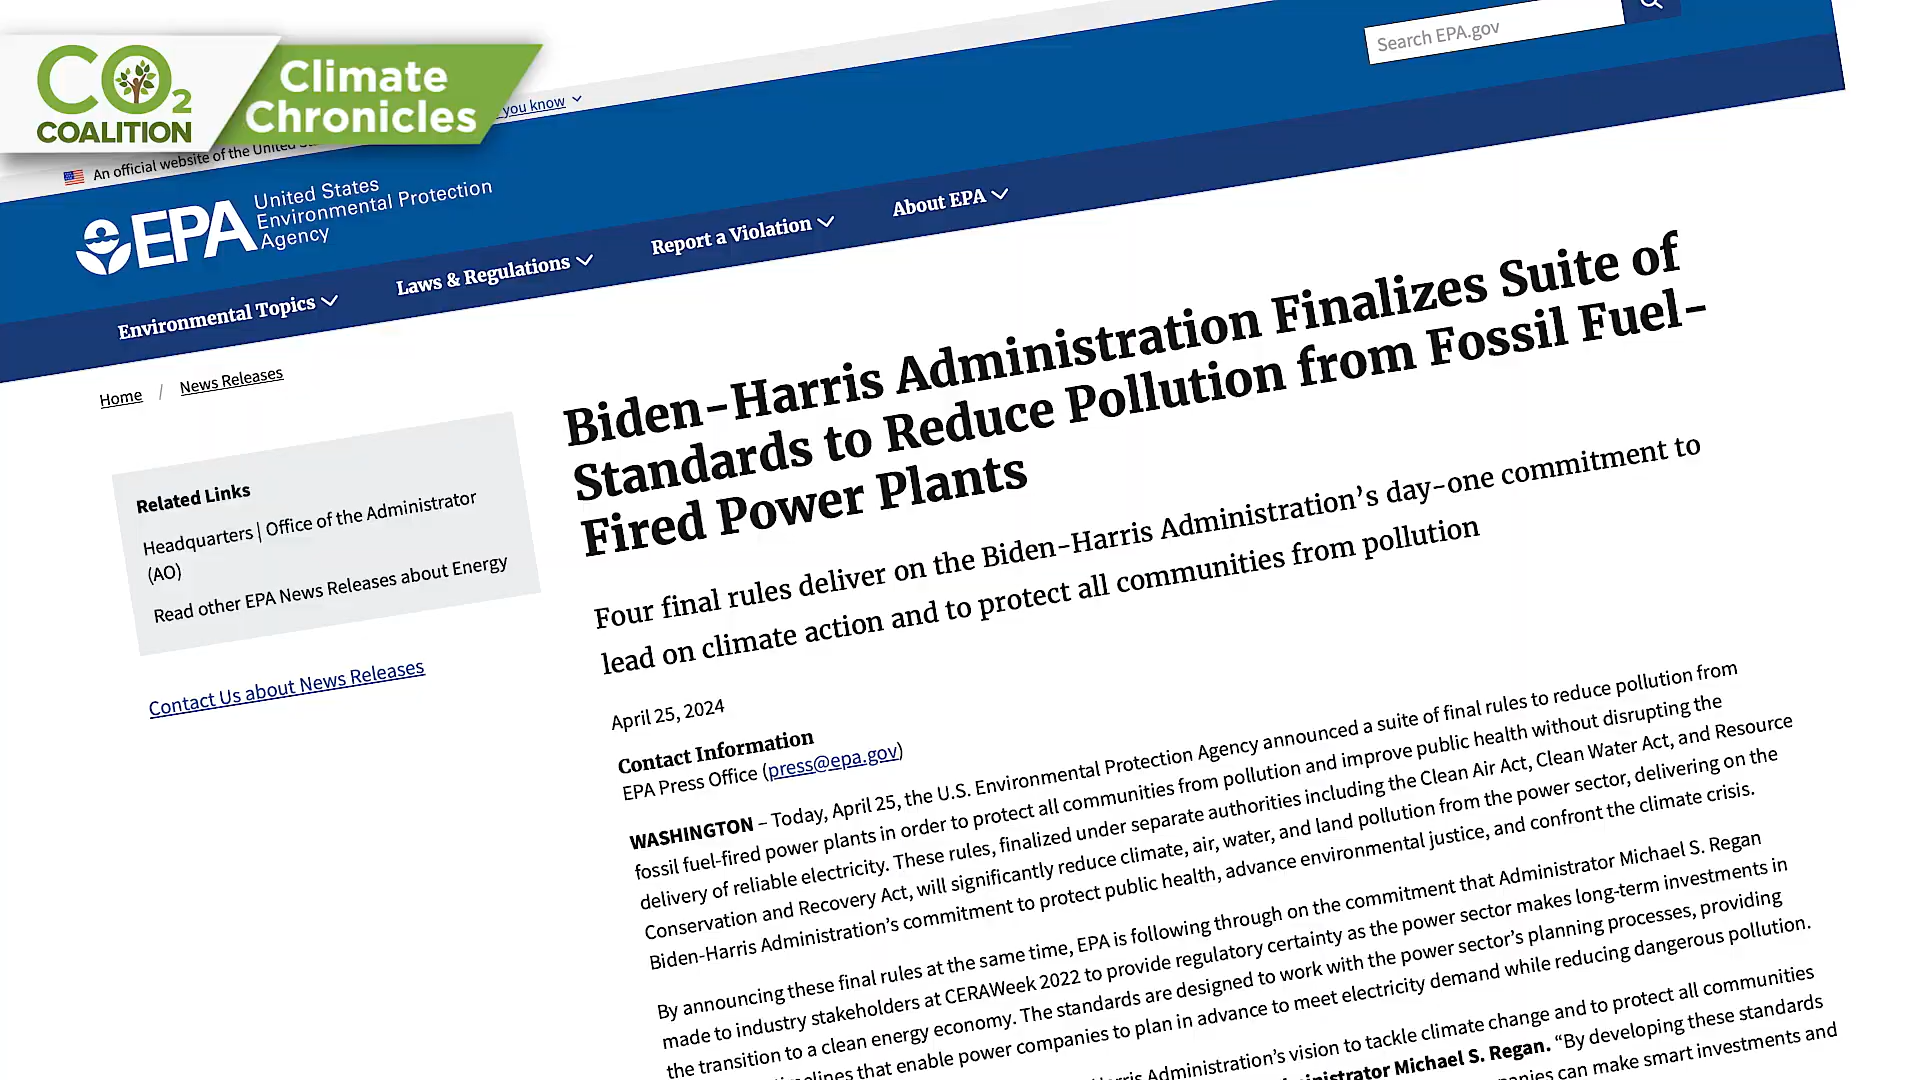 CO2
COALITION
Climate
Chronicles
Search EPA.gov
you know
An official website of the United
EPA
United States
Environmental Protection
Agency
Environmental Topics
Laws & Regulations
Report a Violation
About EPA
Home / News Releases
Related Links
Headquarters | Office of the Administrator
(AO)
Read other EPA News Releases about Energy
Contact Us about News Releases
Biden-Harris Administration Finalizes Suite of
Standards to Reduce Pollution from Fossil Fuel-
Fired Power Plants
Four final rules deliver on the Biden-Harris Administration’s day-one commitment to
lead on climate action and to protect all communities from pollution
April 25, 2024
Contact Information
EPA Press Office (press@epa.gov)
WASHINGTON – Today, April 25, the U.S. Environmental Protection Agency announced a suite of final rules to reduce pollution from
fossil fuel-fired power plants in order to protect all communities from pollution and improve public health without disrupting the
delivery of reliable electricity. These rules, finalized under separate authorities including the Clean Air Act, Clean Water Act, and Resource
Conservation and Recovery Act, will significantly reduce climate, air, water, and land pollution from the power sector, delivering on the
Biden-Harris Administration’s commitment to protect public health, advance environmental justice, and confront the climate crisis.
By announcing these final rules at the same time, EPA is following through on the commitment that Administrator Michael S. Regan
made to industry stakeholders at CERAWeek 2022 to provide regulatory certainty as the power sector makes long-term investments in
the transition to a clean energy economy. The standards are designed to work with the power sector’s planning processes, providing
that enable power companies to plan in advance to meet electricity demand while reducing dangerous pollution.
Administration’s vision to tackle climate change and to protect all communities
Michael S. Regan. “By developing these standards
can make smart investments and